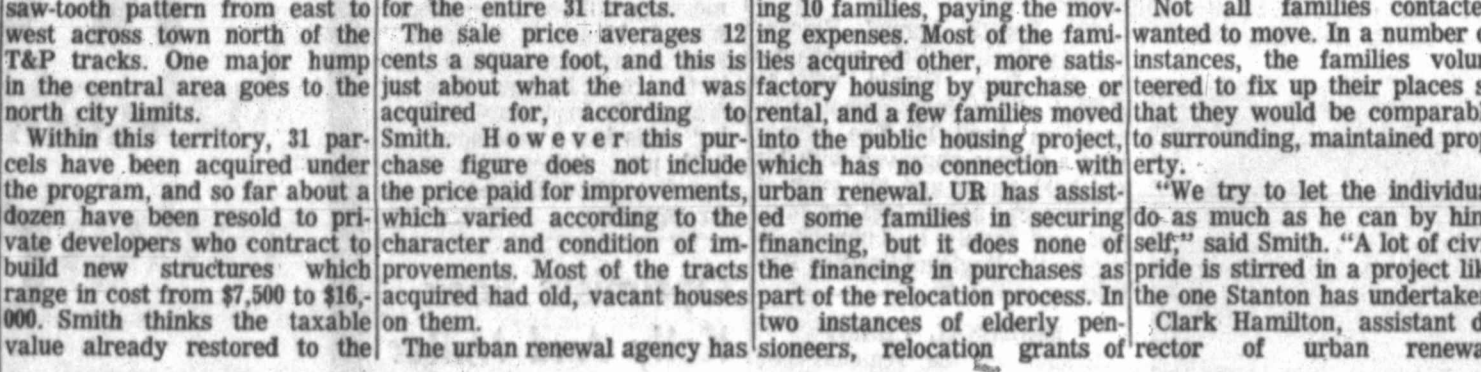 saw-tooth pattern from east to
west across town north of the
T&P tracks. One major hump
in the central area goes to the
north city limits.
Within this territory, 31 par-
cels have been acquired under
the program, and so far about a
dozen have been resold to pri-
vate developers who contract to
build new structures which
range in cost from $7,500 to $16,-
000. Smith thinks the taxable
value already restored to the
for the entire 31 tracts.
The sale price averages 12
cents a square foot, and this is
just about what the land was
acquired for, according to
Smith. However this pur-
chase figure does not include
the price paid for improvements,
which varied according to the
character and condition of im-
provements. Most of the tracts
acquired had old, vacant houses
on them.
The urban renewal agency has
ing 10 families, paying the mov-
ing expenses. Most of the fami-
lies acquired other, more satis-
factory housing by purchase or
rental, and a few families moved
into the public housing project,
which has no connection with
urban renewal. UR has assist-
ed some families in securing
financing, but it does none of
the financing in purchases as
part of the relocation process. In
two instances of elderly pen-
sioneers, relocation grants of
Not all families contacte
wanted to move. In a number
instances, the families volu
teered to fix up their places s
that they would be comparab
to surrounding, maintained pro
erty.
"We try to let the individu
do as much as he can by him
self," said Smith. "A lot of civ
pride is stirred in a project lik
the one Stanton has undertake
Clark Hamilton, assistant d
rector of urban renewa